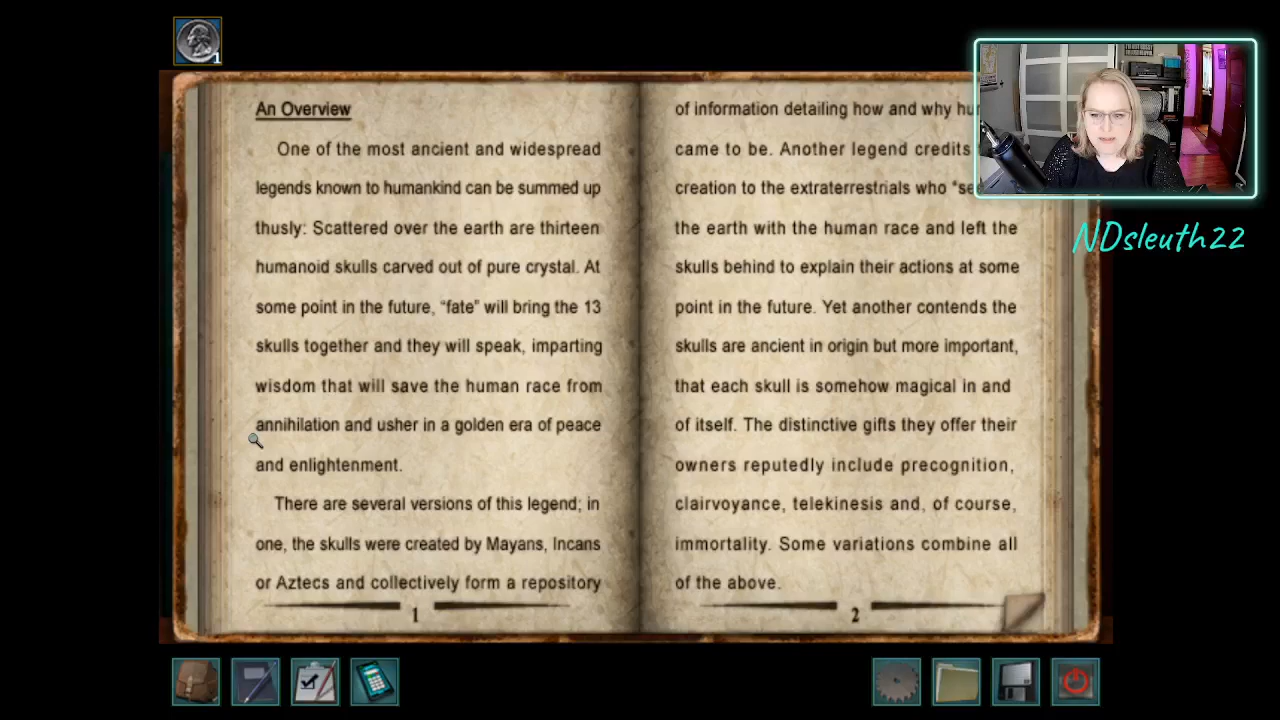 1
An Overview
One of the most ancient and widespread
legends known to humankind can be summed up
thusly: Scattered over the earth are thirteen
humanoid skulls carved out of pure crystal. At
some point in the future, “fate” will bring the 13
skulls together and they will speak, imparting
wisdom that will save the human race from
annihilation and usher in a golden era of peace
and enlightenment.
There are several versions of this legend; in
one, the skulls were created by Mayans, Incans
or Aztecs and collectively form a repository
1
of information detailing how and why
came to be. Another legend credits
creation to the extraterrestrials who
the earth with the human race and left the
skulls behind to explain their actions at some
point in the future. Yet another contends the
skulls are ancient in origin but more important,
that each skull is somehow magical in and
of itself. The distinctive gifts they offer their
owners reputedly include precognition,
clairvoyance, telekinesis and, of course,
immortality. Some variations combine all
of the above.
2
NDsleuth22